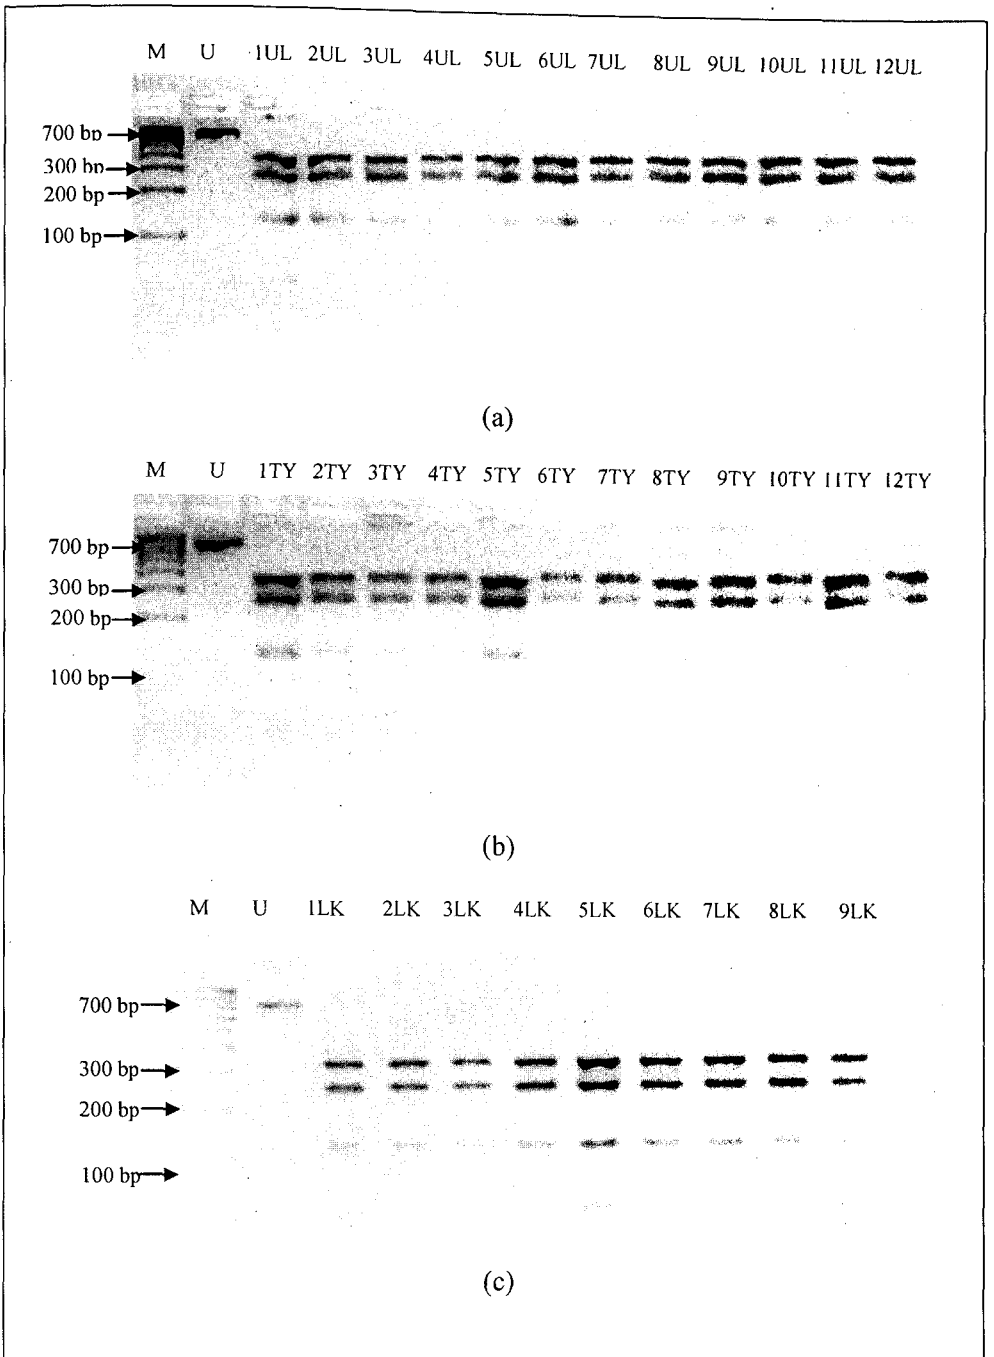 M U 1UL 2UL 3UL 4UL 5UL 6UL 7UL 8UL 9UL 10UL 11UL 12UL
700 bp
300 bp
200 bp
100 bp
(a)
M U 1TY 2TY 3TY 4TY 5TY 6TY 7TY 8TY 9TY 10TY 11TY 12TY
700 bp
300 bp
200 bp
100 bp
(b)
M U 1LK 2LK 3LK 4LK 5LK 6LK 7LK 8LK 9LK
700 bp
300 bp
200 bp
100 bp
(c)